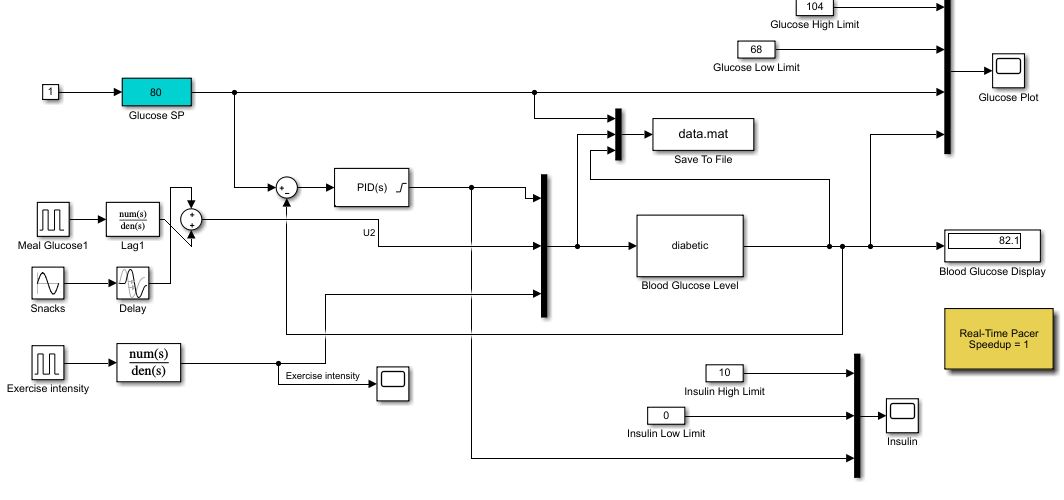 104
Glucose High Limit
68
Glucose Low Limit
Glucose Plot
1
80
Glucose SP
data.mat
Save To File
PID(s)
+
-
Meal Glucose1
num(s)
den(s)
Lag1
+
+
U2
diabetic
Blood Glucose Level
82.1
Blood Glucose Display
Snacks
Delay
Real-Time Pacer
Speedup = 1
Exercise intensity
num(s)
den(s)
Exercise intensity
10
Insulin High Limit
0
Insulin Low Limit
Insulin